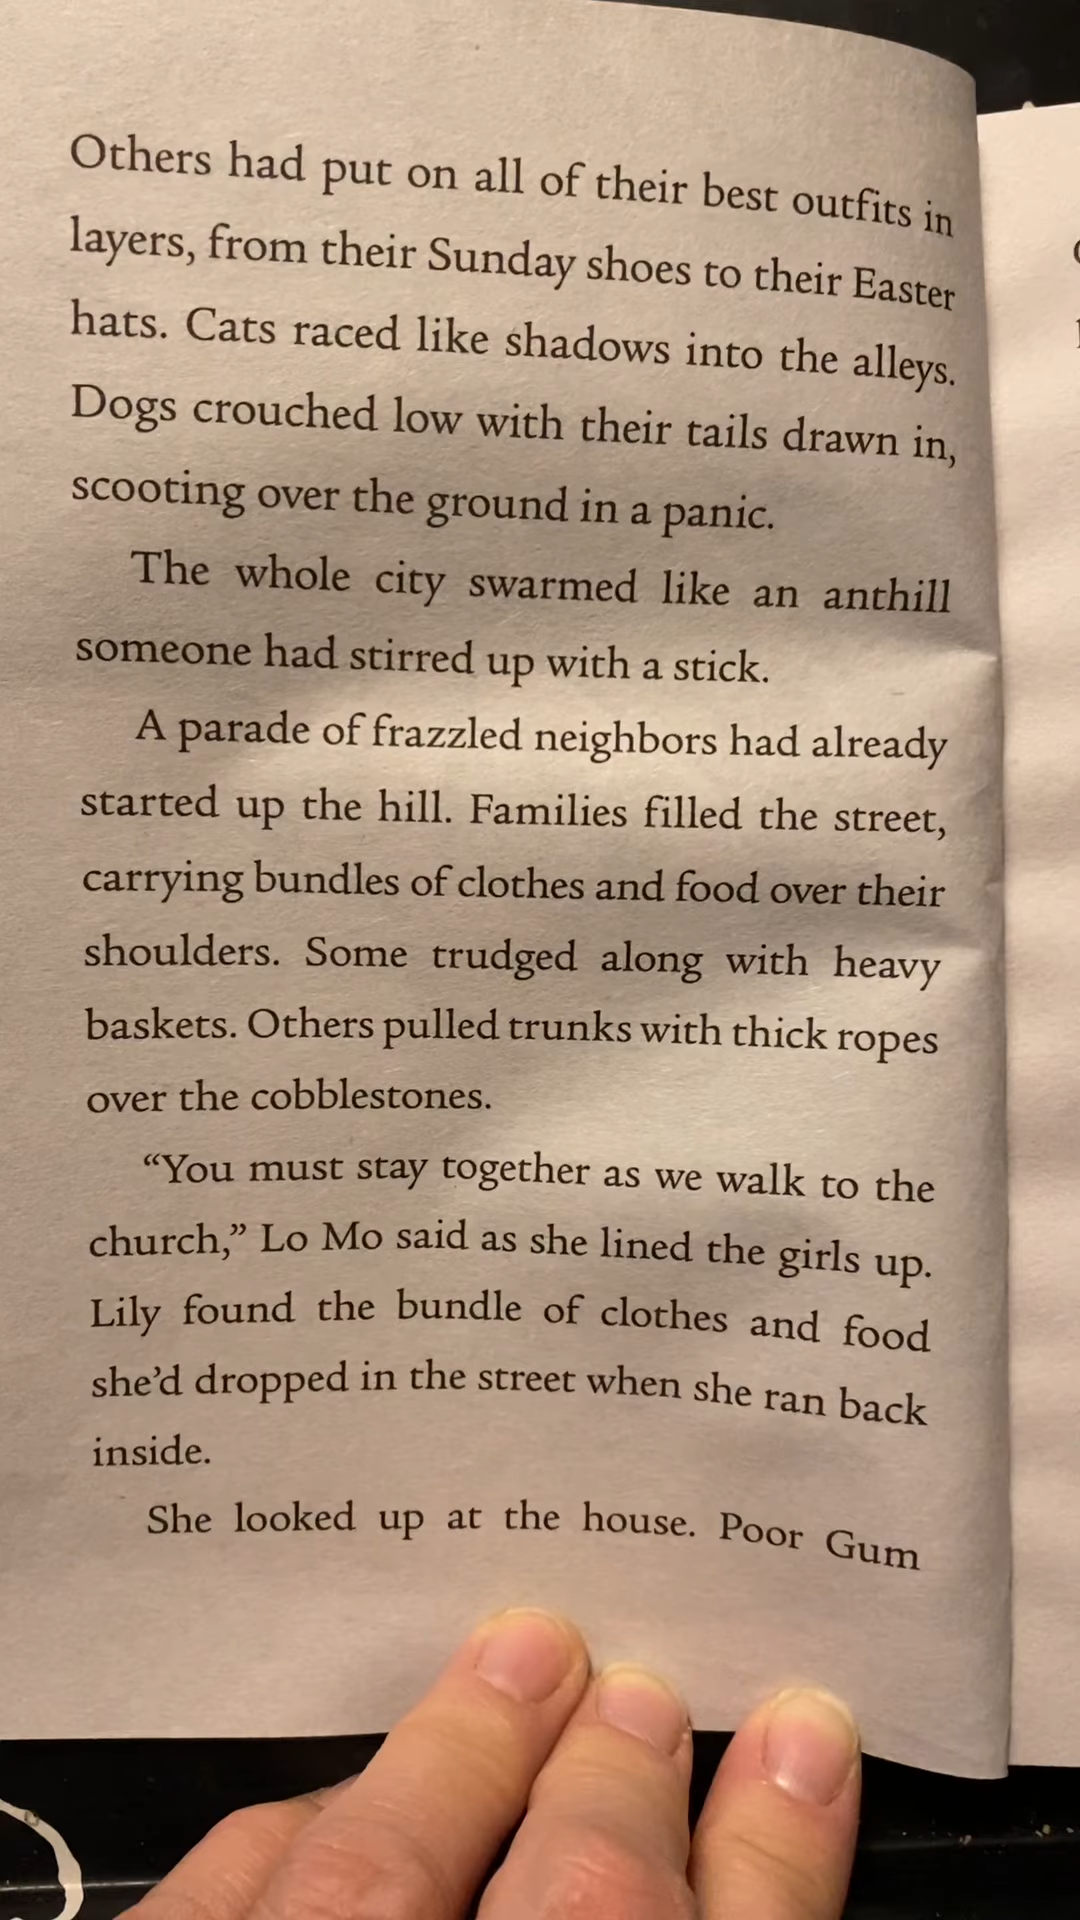 Others had put on all of their best outfits in
layers, from their Sunday shoes to their Easter
hats. Cats raced like shadows into the alleys.
Dogs crouched low with their tails drawn in,
scooting over the ground in a panic.
The whole city swarmed like an anthill
someone had stirred up with a stick.
A parade of frazzled neighbors had already
started up the hill. Families filled the street,
carrying bundles of clothes and food over their
shoulders. Some trudged along with heavy
baskets. Others pulled trunks with thick ropes
over the cobblestones.
“You must stay together as we walk to the
church,” Lo Mo said as she lined the girls up.
Lily found the bundle of clothes and food
she’d dropped in the street when she ran back
inside.
She looked up at the house. Poor Gum